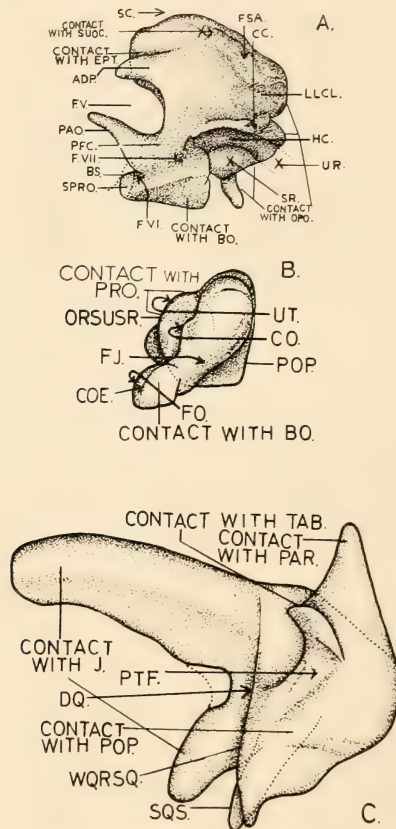 SC.
FSA.
A.
CONTACT
WITH SUOC.
CC.
CONTACT
WITH EPT.
ADP.
LLCL.
F.V.
PAO.
PFC.
HC.
F.VII
BS.
UR.
SPRO.
SR.
CONTACT
WITH OPO.
F.VI.
CONTACT
WITH BO.
B.
CONTACT WITH
PRO.
ORSUSR.
UT.
CO.
FJ.
POP.
COE.
FO.
CONTACT WITH BO.
CONTACT WITH TAB.
CONTACT
WITH PAR.
CONTACT
WITH J.
PTF.
DQ.
CONTACT
WITH POP.
WQRSQ.
SQS.
C.